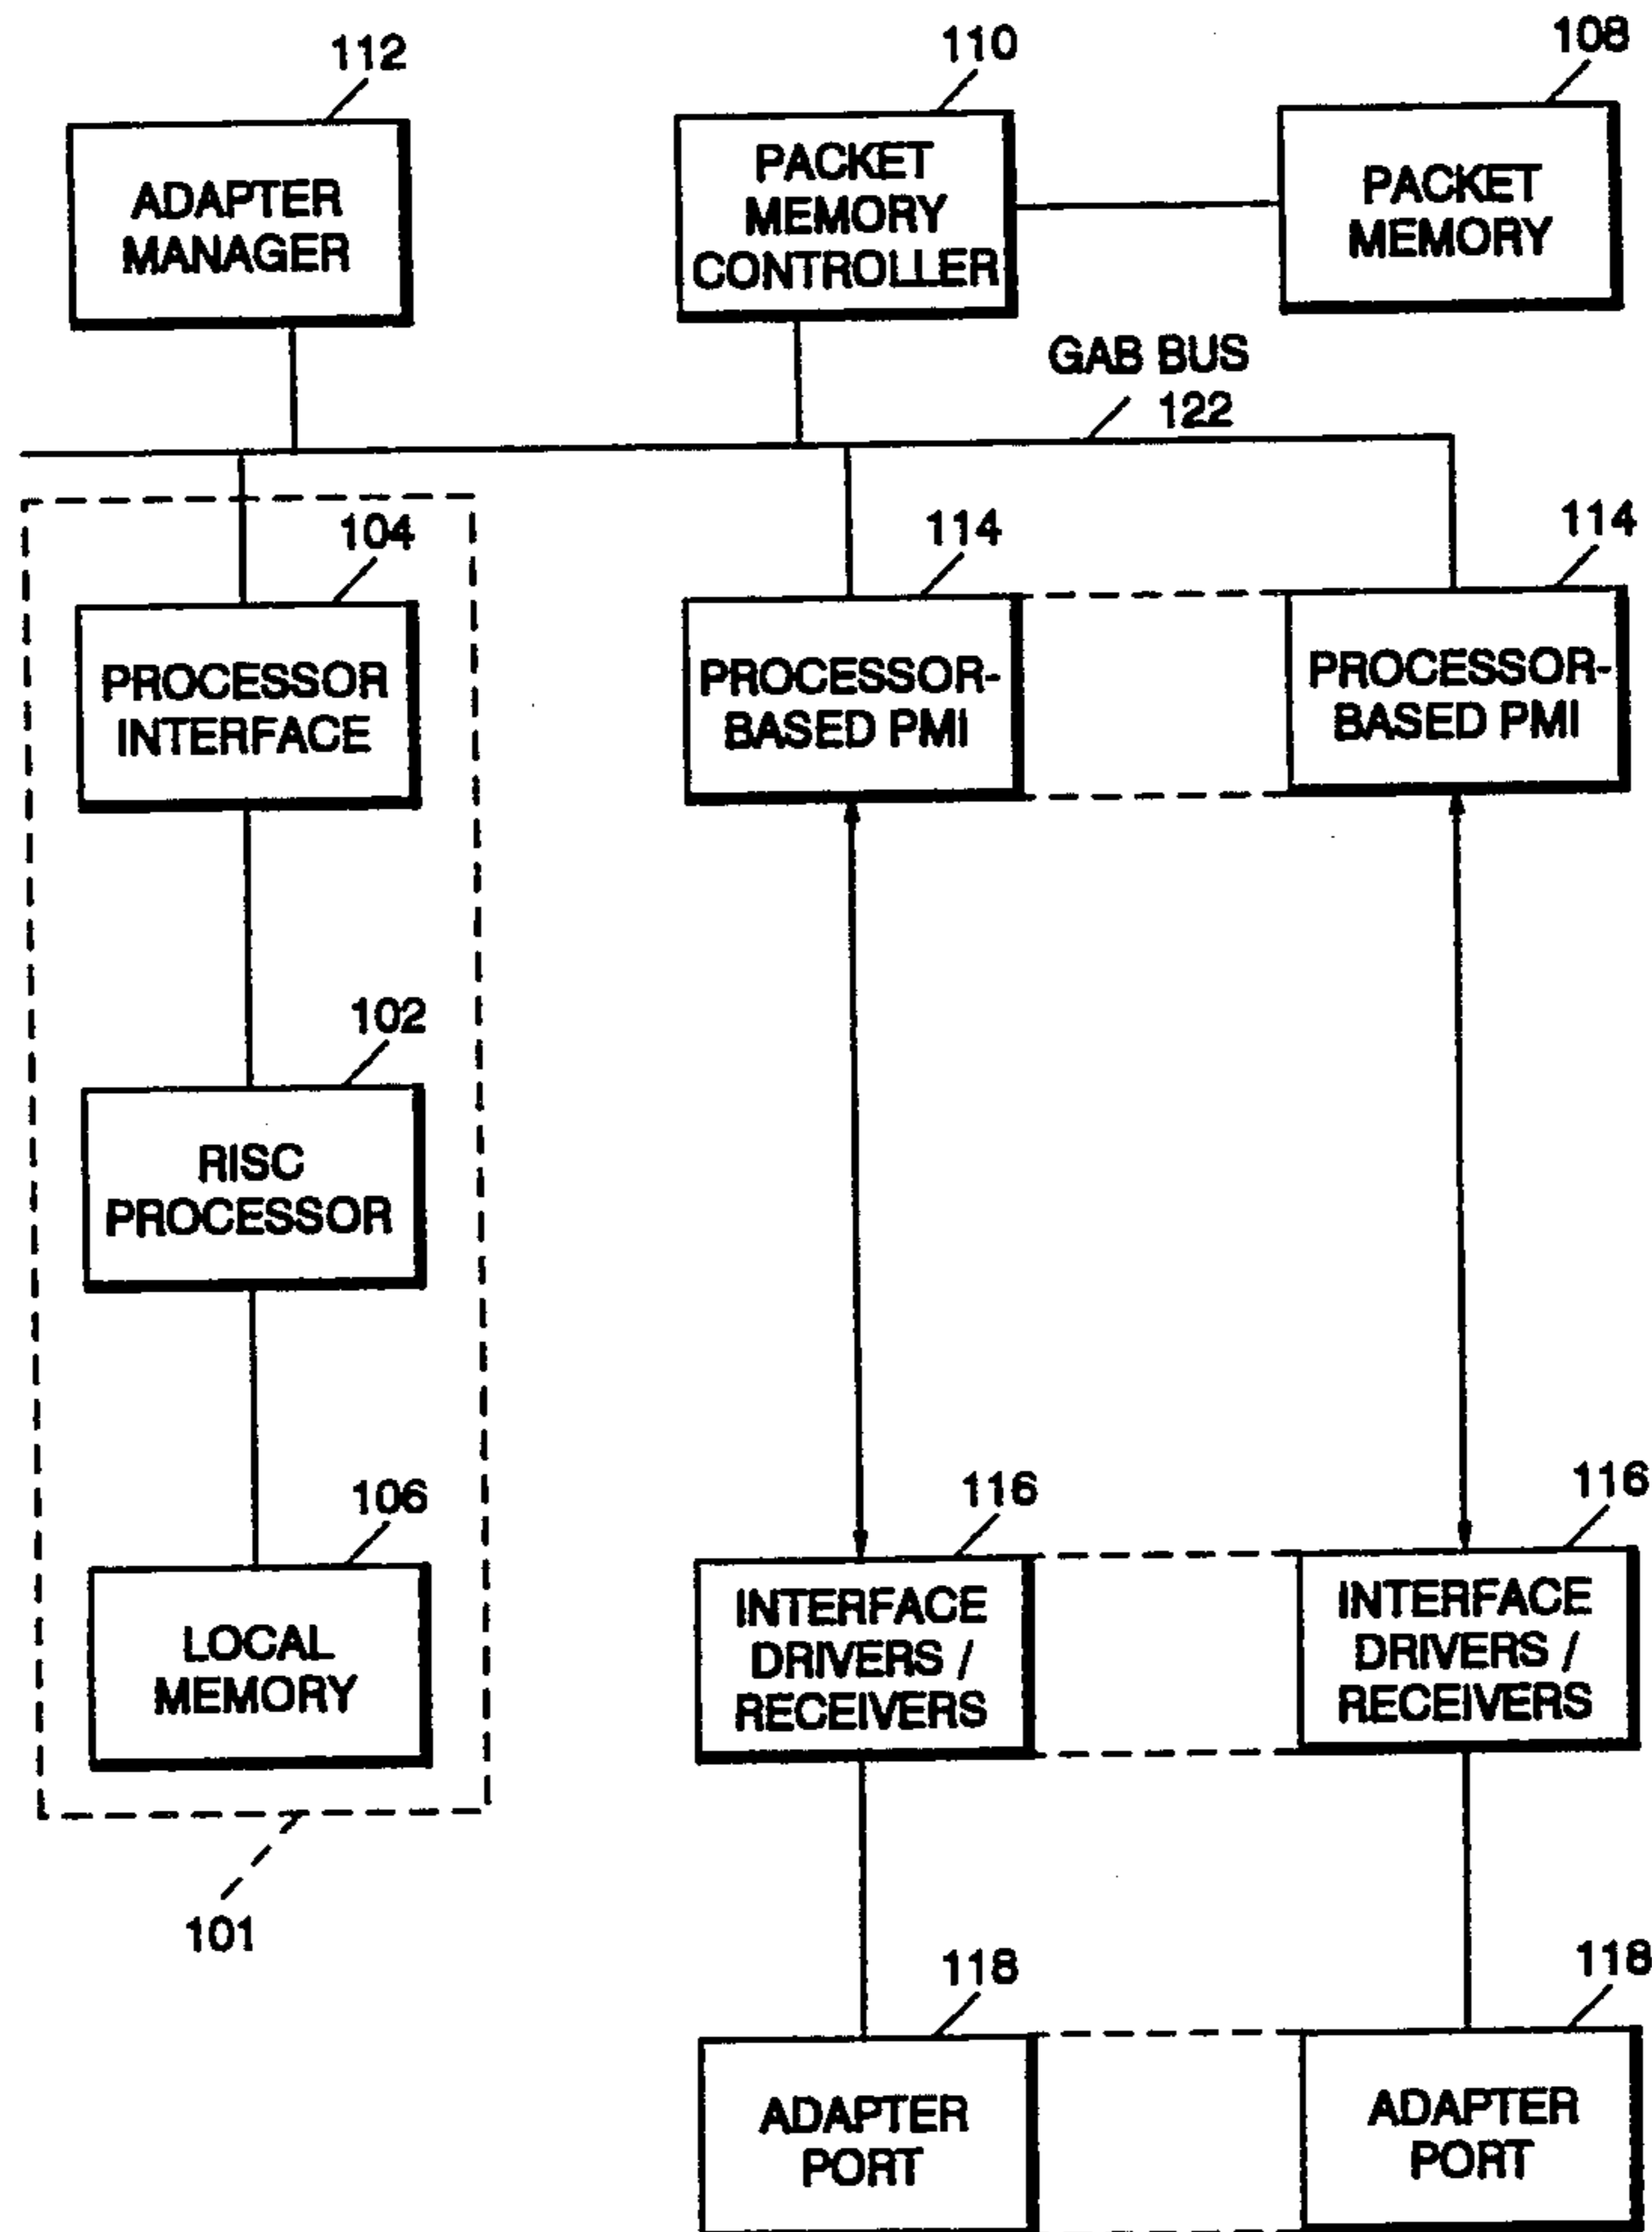 112
110
108
ADAPTER
MANAGER
PACKET
MEMORY
CONTROLLER
PACKET
MEMORY
GAB BUS
122
104
114
114
PROCESSOR
INTERFACE
PROCESSOR-
BASED PMI
PROCESSOR-
BASED PMI
102
RISC
PROCESSOR
106
116
116
LOCAL
MEMORY
INTERFACE
DRIVERS /
RECEIVERS
INTERFACE
DRIVERS /
RECEIVERS
101
118
118
ADAPTER
PORT
ADAPTER
PORT